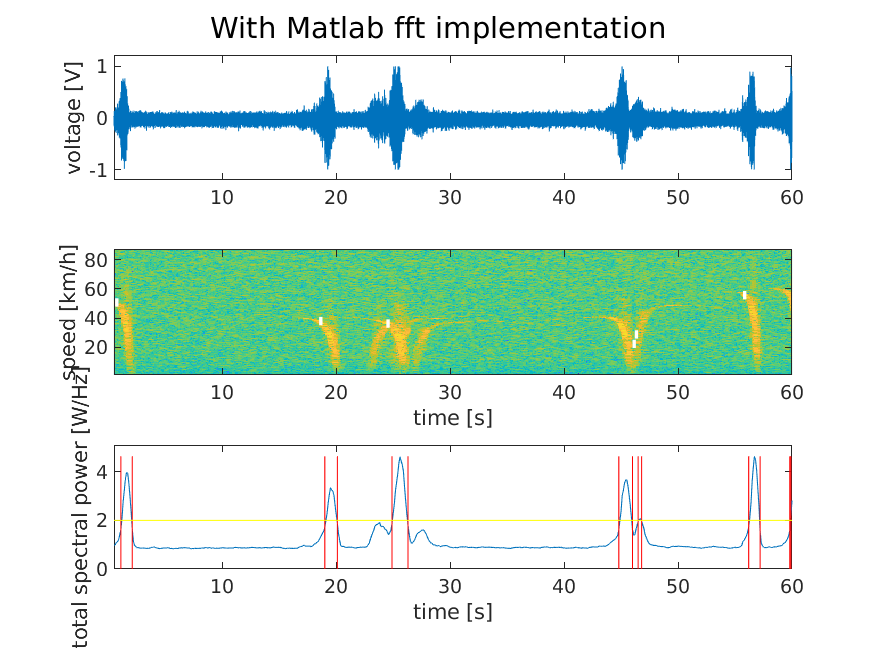 With Matlab fft implementation
voltage [V]
1
0
-1
10 20 30 40 50 60
speed [km/h]
80
60
40
20
10 20 30 40 50 60
time [s]
total spectral power [W/Hz]
4
2
0
10 20 30 40 50 60
time [s]